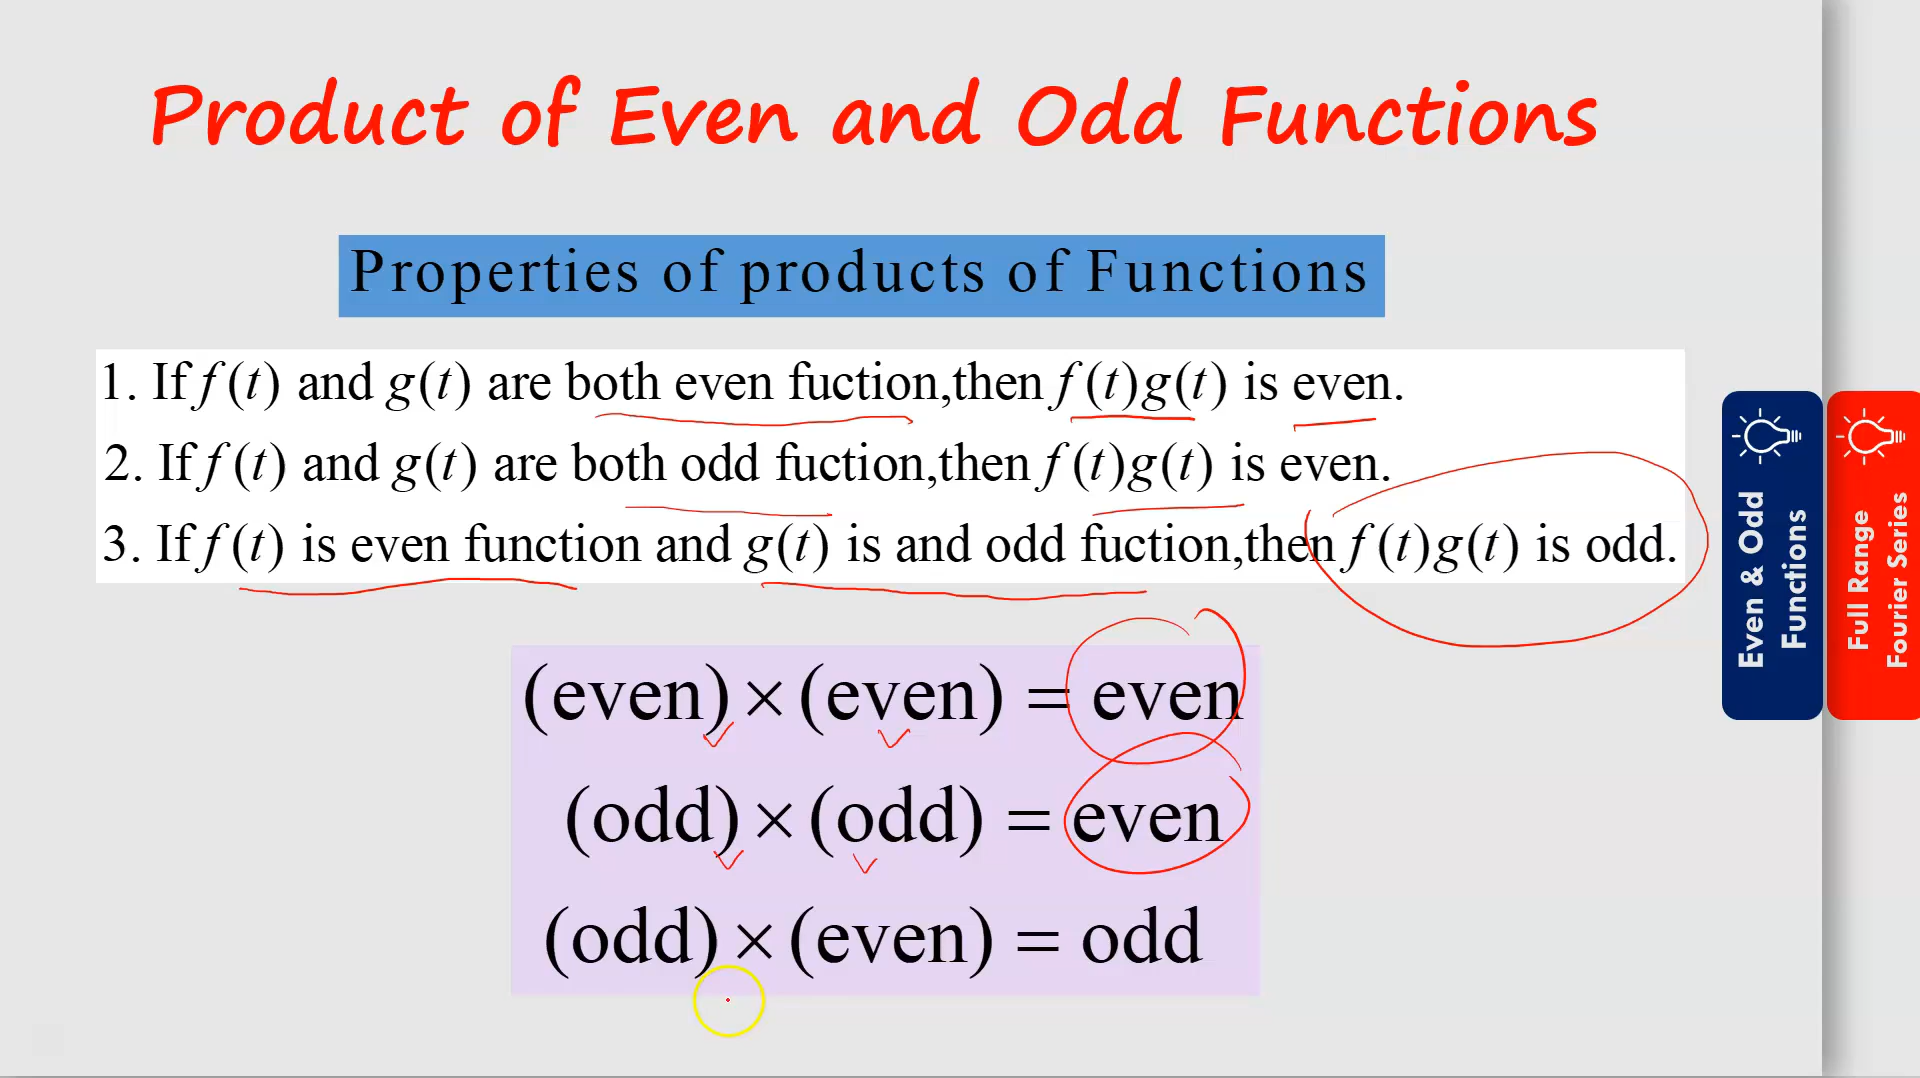 Product of Even and Odd Functions
Properties of products of Functions
1. If f(t) and g(t) are both even fuction,then f(t)g(t) is even.
2. If f(t) and g(t) are both odd fuction,then f(t)g(t) is even.
3. If f(t) is even function and g(t) is and odd fuction,then f(t)g(t) is odd.
(even)×(even) = even
(odd)×(odd) = even
(odd)×(even) = odd
Even & Odd
Functions
Full Range
Fourier Series